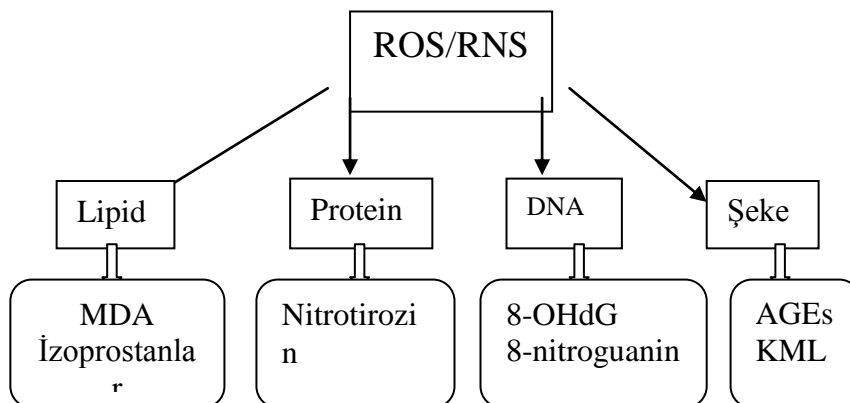 ROS/RNS
Lipid
Protein
DNA
Şeke
MDA
İzoprostanla
r
Nitrotirozi
n
8-OHdG
8-nitroguanin
AGEs
KML